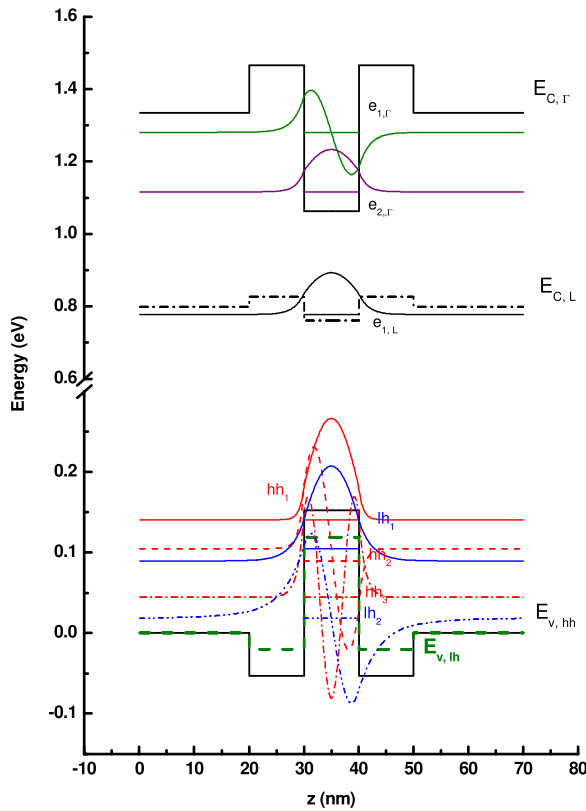 1.6
1.4
E_C, Γ
e_1,Γ
1.2
e_2,,Γ
1.0
0.8
E_C, L
e_1, L
0.6
Energy (eV)
0.2
hh_1
lh_1
0.1
hh_2
hh_3
lh_2
E_v, hh
0.0
E_v, lh
-0.1
-10 0 10 20 30 40 50 60 70 80
z (nm)